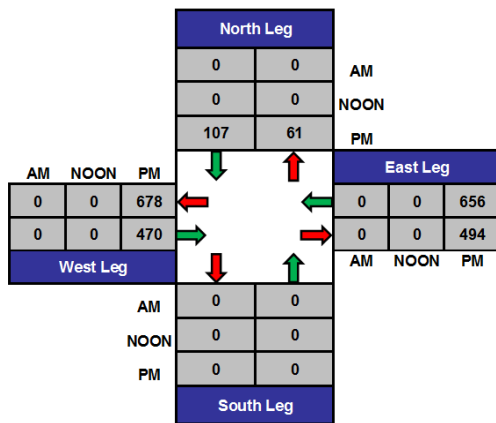 North Leg
0 0 AM
0 0 NOON
107 61 PM
AM NOON PM East Leg
0 0 678 0 0 656
0 0 470 0 0 494
West Leg AM NOON PM
AM 0 0
NOON 0 0
PM 0 0
South Leg